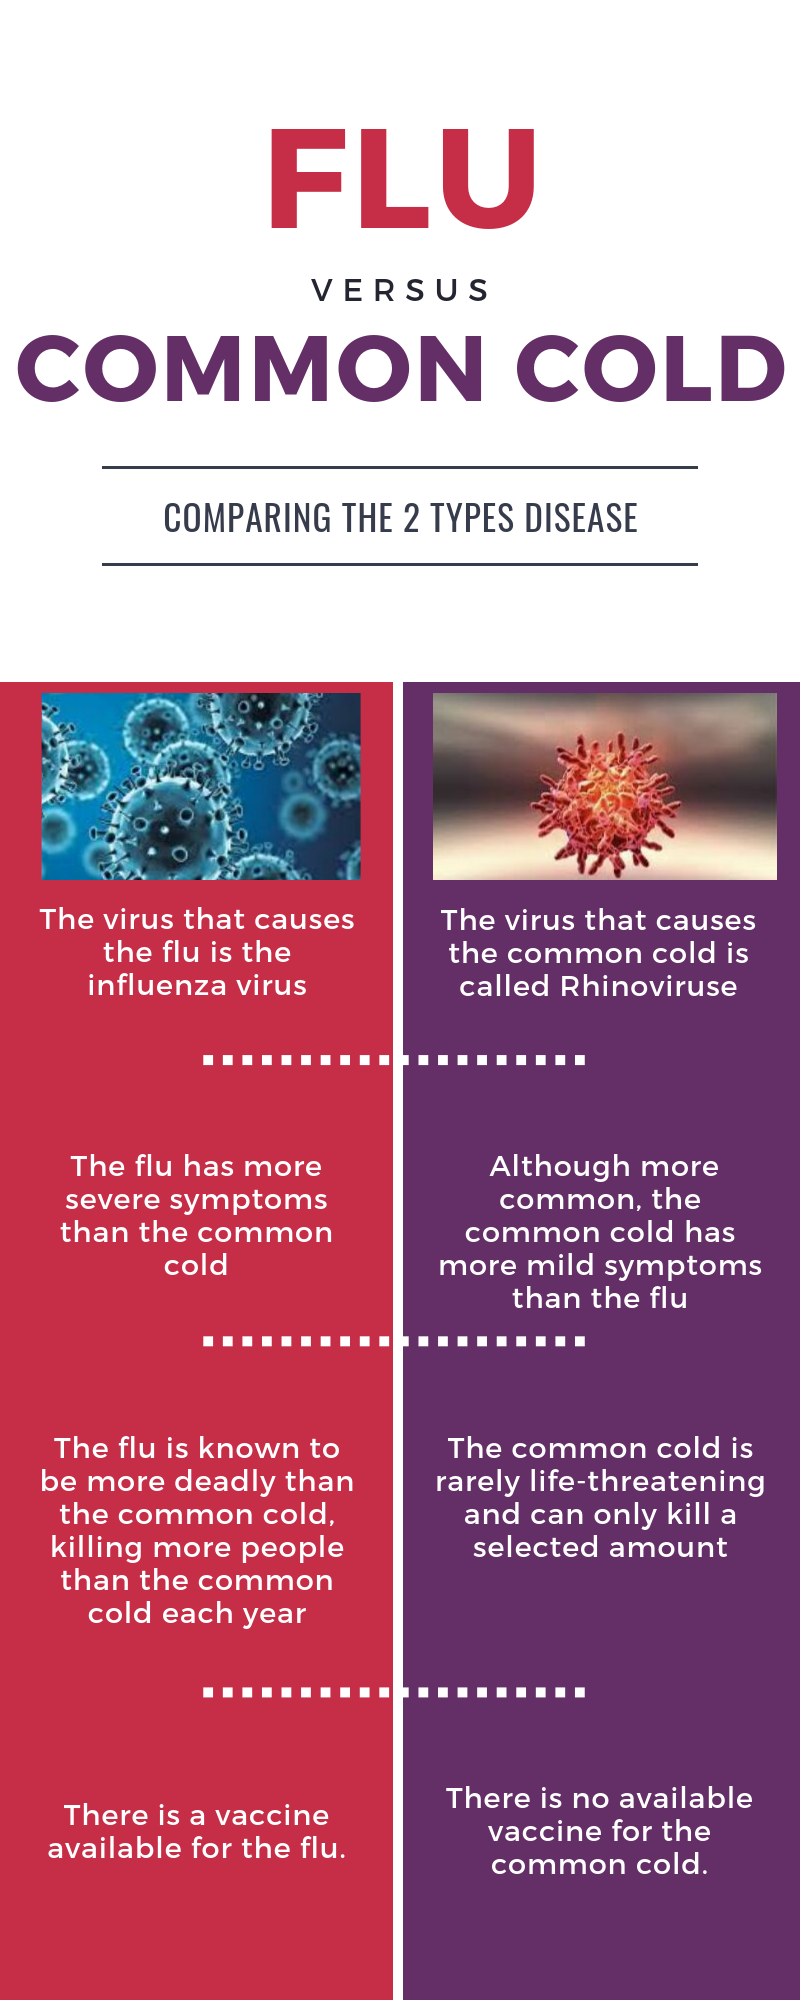 FLU
VERSUS
COMMON COLD
COMPARING THE 2 TYPES DISEASE
The virus that causes
the flu is the
influenza virus
The virus that causes
the common cold is
called Rhinoviruse
The flu has more
severe symptoms
than the common
cold
Although more
common, the
common cold has
more mild symptoms
than the flu
The flu is known to
be more deadly than
the common cold,
killing more people
than the common
cold each year
The common cold is
rarely life-threatening
and can only kill a
selected amount
There is a vaccine
available for the flu.
There is no available
vaccine for the
common cold.